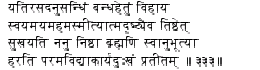 यतिरसदनुसन्धिं बन्धहेतुं विहाय
स्वयमयमहमस्मीत्यात्मदृष्ट्यैव तिष्ठेत्
सुखयति ननु निष्ठा ब्रह्मणि स्वानुभूत्या
हरति परमविद्याकार्यदुःखं प्रतीतम् ॥ ३३३॥